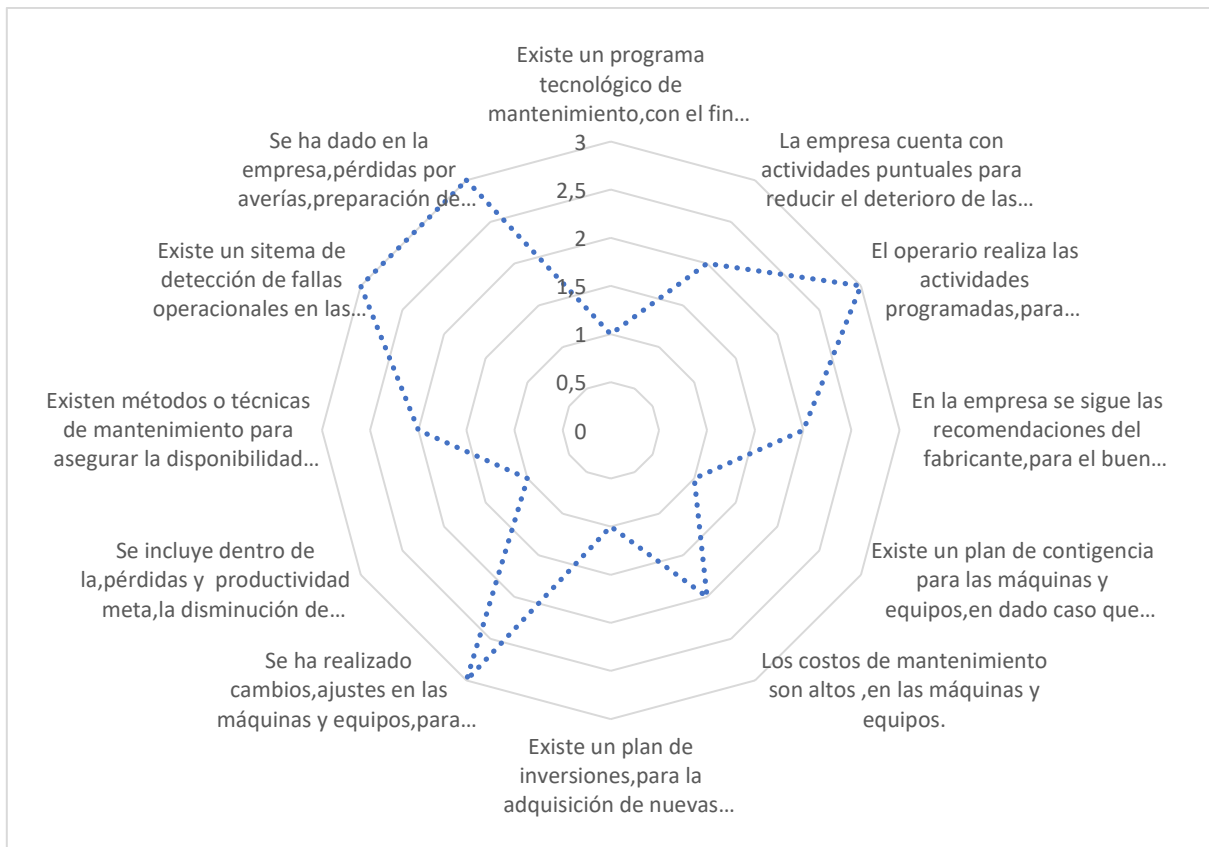 Existe un programa
tecnológico de
mantenimiento,con el fin...
La empresa cuenta con
actividades puntuales para
reducir el deterioro de las...
El operario realiza las
actividades
programadas,para...
En la empresa se sigue las
recomendaciones del
fabricante,para el buen...
Existe un plan de contigencia
para las máquinas y
equipos,en dado caso que...
Los costos de mantenimiento
son altos ,en las máquinas y
equipos.
Existe un plan de
inversiones,para la
adquisición de nuevas...
Se ha realizado
cambios,ajustes en las
máquinas y equipos,para...
Se incluye dentro de
la,pérdidas y  productividad
meta,la disminución de...
Existen métodos o técnicas
de mantenimiento para
asegurar la disponibilidad...
Existe un sitema de
detección de fallas
operacionales en las...
Se ha dado en la
empresa,pérdidas por
averías,preparación de...
3
2,5
2
1,5
1
0,5
0